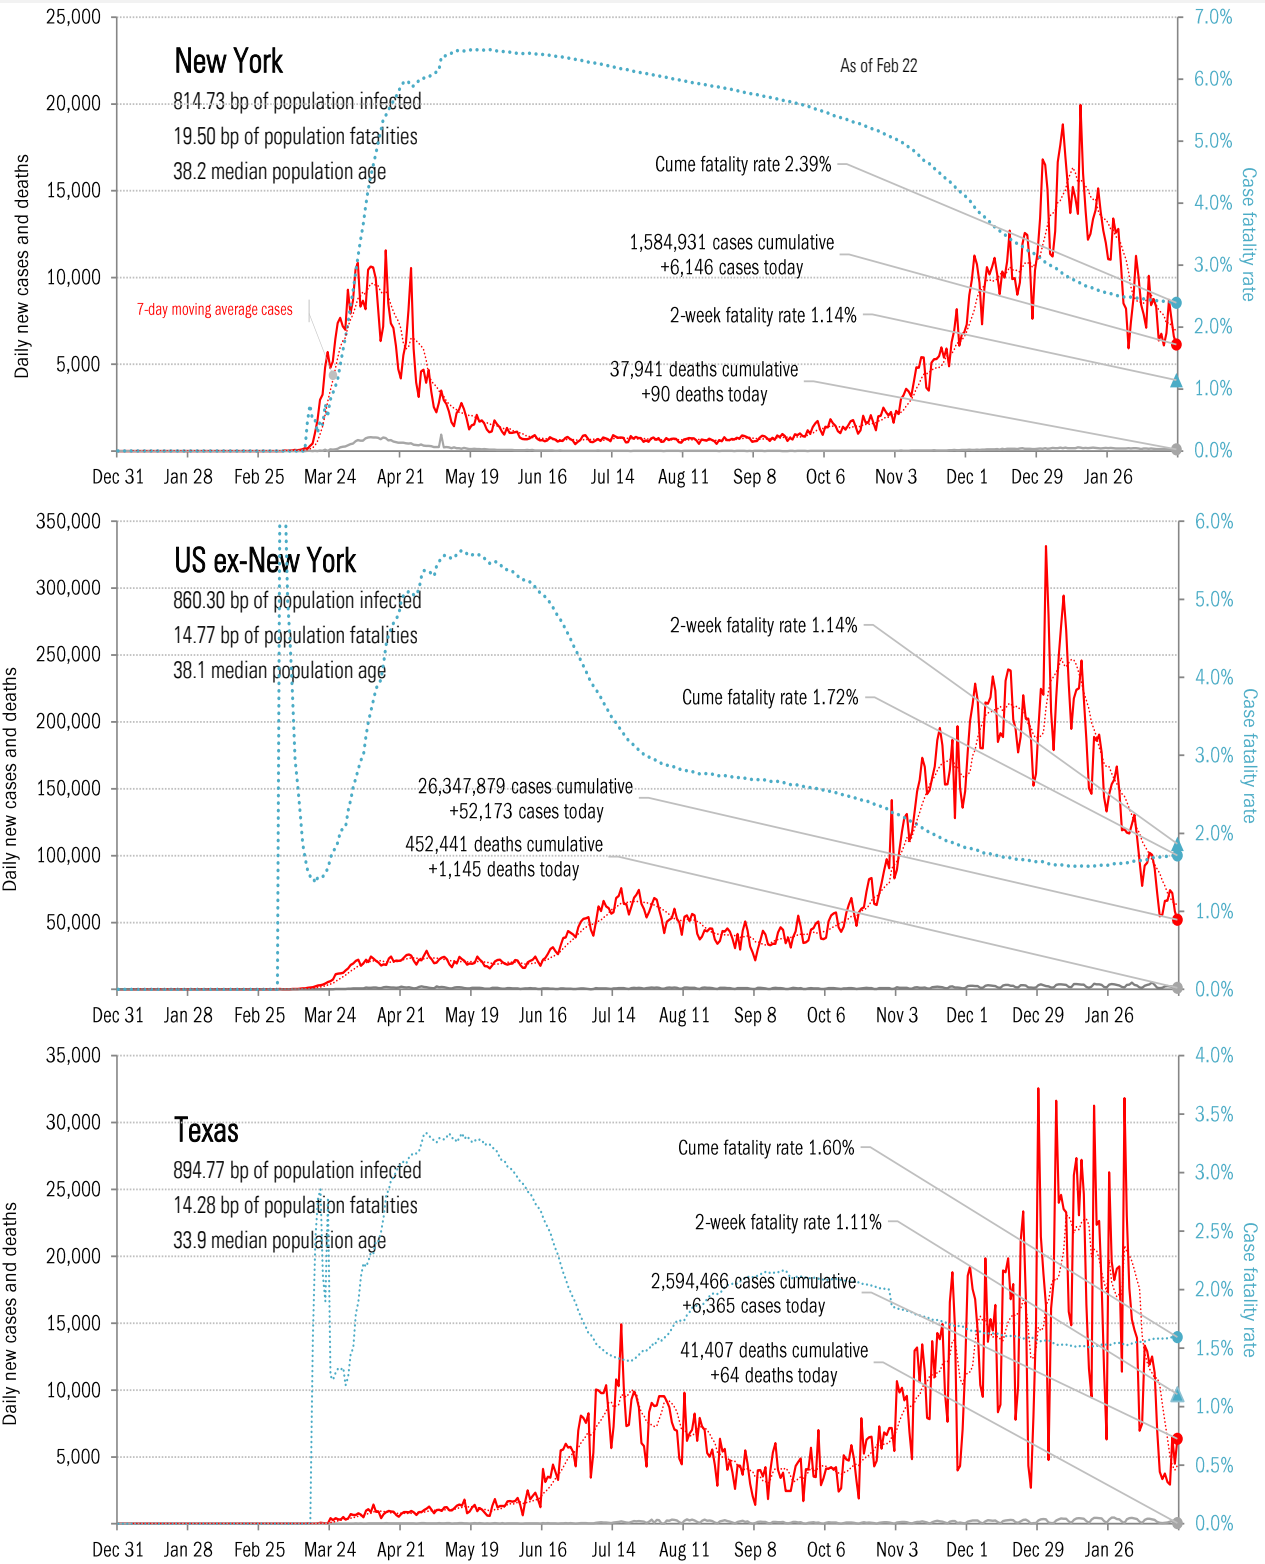 25,000
7.0%
New York
As of Feb 22
814.73 bp of population infected
19.50 bp of population fatalities
38.2 median population age
20,000
6.0%
15,000
5.0%
Cume fatality rate 2.39%
4.0%
1,584,931 cases cumulative
+6,146 cases today
10,000
3.0%
7-day moving average cases
2-week fatality rate 1.14%
2.0%
5,000
37,941 deaths cumulative
+90 deaths today
1.0%
0.0%
Daily new cases and deaths
Case fatality rate
Dec 31 Jan 28 Feb 25 Mar 24 Apr 21 May 19 Jun 16 Jul 14 Aug 11 Sep 8 Oct 6 Nov 3 Dec 1 Dec 29 Jan 26
350,000
6.0%
US ex-New York
860.30 bp of population infected
14.77 bp of population fatalities
38.1 median population age
300,000
5.0%
2-week fatality rate 1.14%
250,000
4.0%
Cume fatality rate 1.72%
200,000
3.0%
26,347,879 cases cumulative
+52,173 cases today
150,000
2.0%
452,441 deaths cumulative
+1,145 deaths today
100,000
1.0%
50,000
0.0%
Daily new cases and deaths
Case fatality rate
Dec 31 Jan 28 Feb 25 Mar 24 Apr 21 May 19 Jun 16 Jul 14 Aug 11 Sep 8 Oct 6 Nov 3 Dec 1 Dec 29 Jan 26
35,000
4.0%
Texas
894.77 bp of population infected
14.28 bp of population fatalities
33.9 median population age
30,000
3.5%
Cume fatality rate 1.60%
3.0%
25,000
2-week fatality rate 1.11%
2.5%
20,000
2,594,466 cases cumulative
+6,365 cases today
2.0%
15,000
41,407 deaths cumulative
+64 deaths today
1.5%
10,000
1.0%
5,000
0.5%
0.0%
Daily new cases and deaths
Case fatality rate
Dec 31 Jan 28 Feb 25 Mar 24 Apr 21 May 19 Jun 16 Jul 14 Aug 11 Sep 8 Oct 6 Nov 3 Dec 1 Dec 29 Jan 26